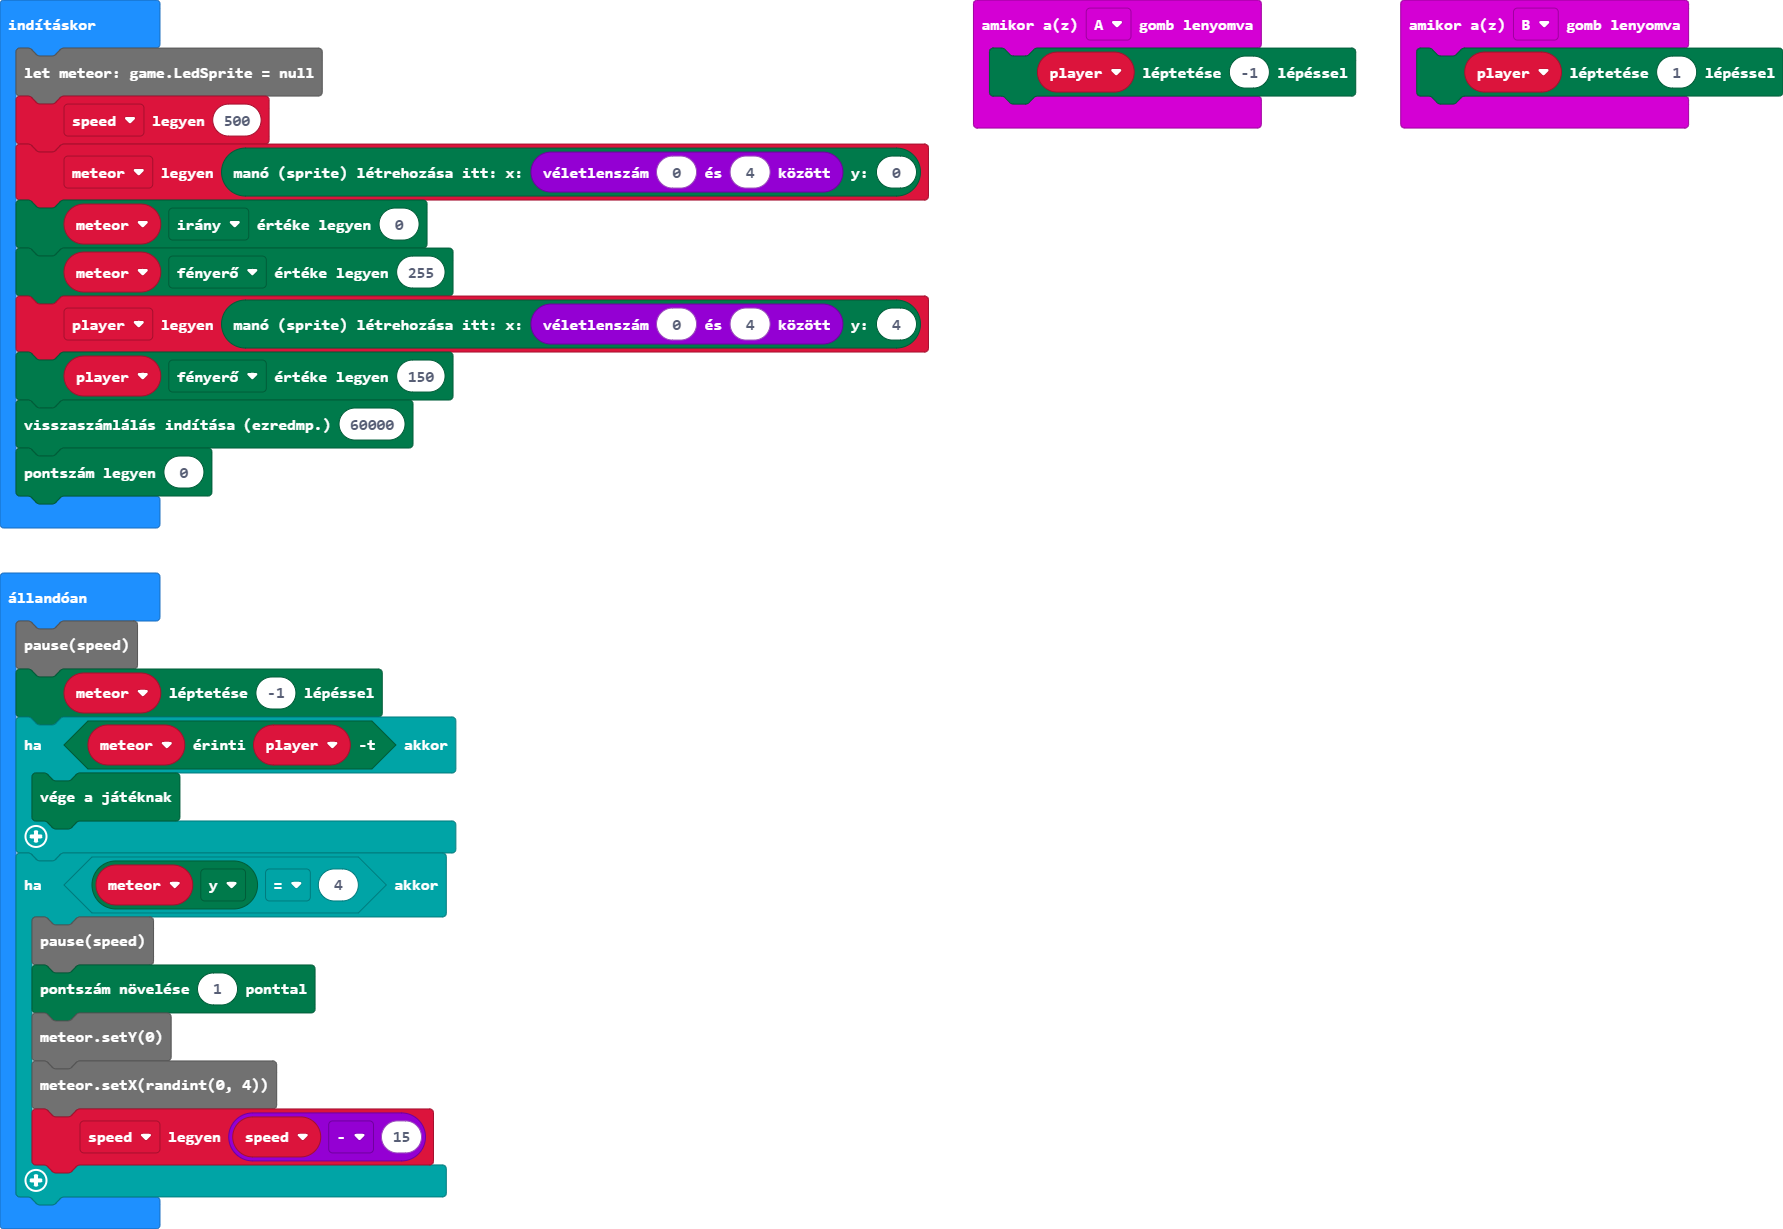 indításkor
let meteor: game.LedSprite = null
speed legyen 500
meteor legyen manó (sprite) létrehozása itt: x: véletlenszám 0 és 4 között y: 0
meteor irány értéke legyen 0
meteor fényerő értéke legyen 255
player legyen manó (sprite) létrehozása itt: x: véletlenszám 0 és 4 között y: 4
player fényerő értéke legyen 150
visszaszámlálás indítása (ezredmp.) 60000
pontszám legyen 0
amikor a(z) A gomb lenyomva
player léptetése -1 lépéssel
amikor a(z) B gomb lenyomva
player léptetése 1 lépéssel
állandóan
pause(speed)
meteor léptetése -1 lépéssel
ha meteor érinti player -t akkor
vége a játéknak
ha meteor y = 4 akkor
pause(speed)
pontszám növelése 1 ponttal
meteor.setY(0)
meteor.setX(randint(0, 4))
speed legyen speed - 15